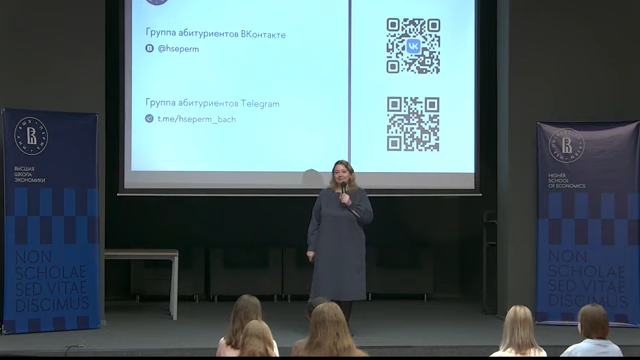 Группа абитуриентов ВКонтакте
@hseperm
Группа абитуриентов Telegram
t.me/hseperm_bach
ВЫСШАЯ
ШКОЛА
ЭКОНОМИКИ
NON
SCHOLAE
SED VITAE
DISCIMUS
HIGHER
SCHOOL
OF ECONOMICS
NON
SCHOLAE
SED VITAE
DISCIMUS